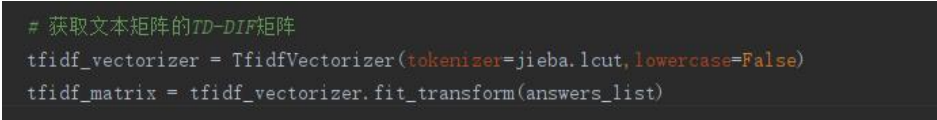 # 获取文本矩阵的TD-DIF矩阵
tfidf_vectorizer = TfidfVectorizer(tokenizer=jieba.lcut,lowercase=False)
tfidf_matrix = tfidf_vectorizer.fit_transform(answers_list)